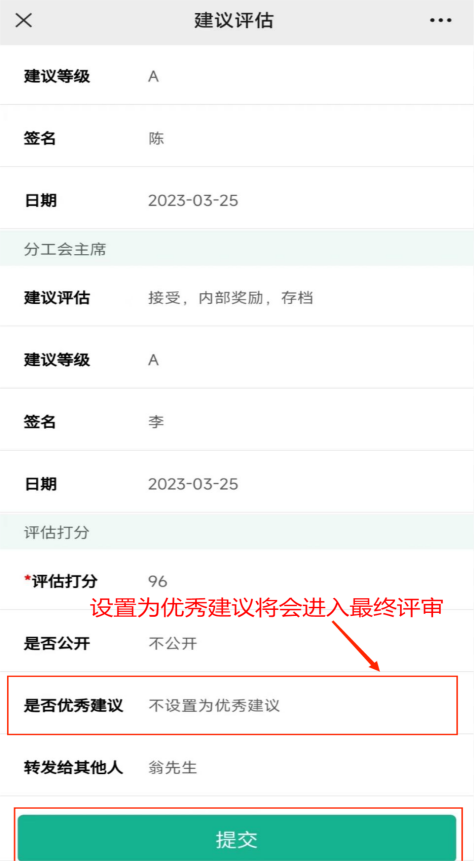 建议评估
建议等级 A
签名 陈
日期 2023-03-25
分工会主席
建议评估 接受，内部奖励，存档
建议等级 A
签名 李
日期 2023-03-25
评估打分
*评估打分 96
设置为优秀建议将会进入最终评审
是否公开 不公开
是否优秀建议 不设置为优秀建议
转发给其他人 翁先生
提交